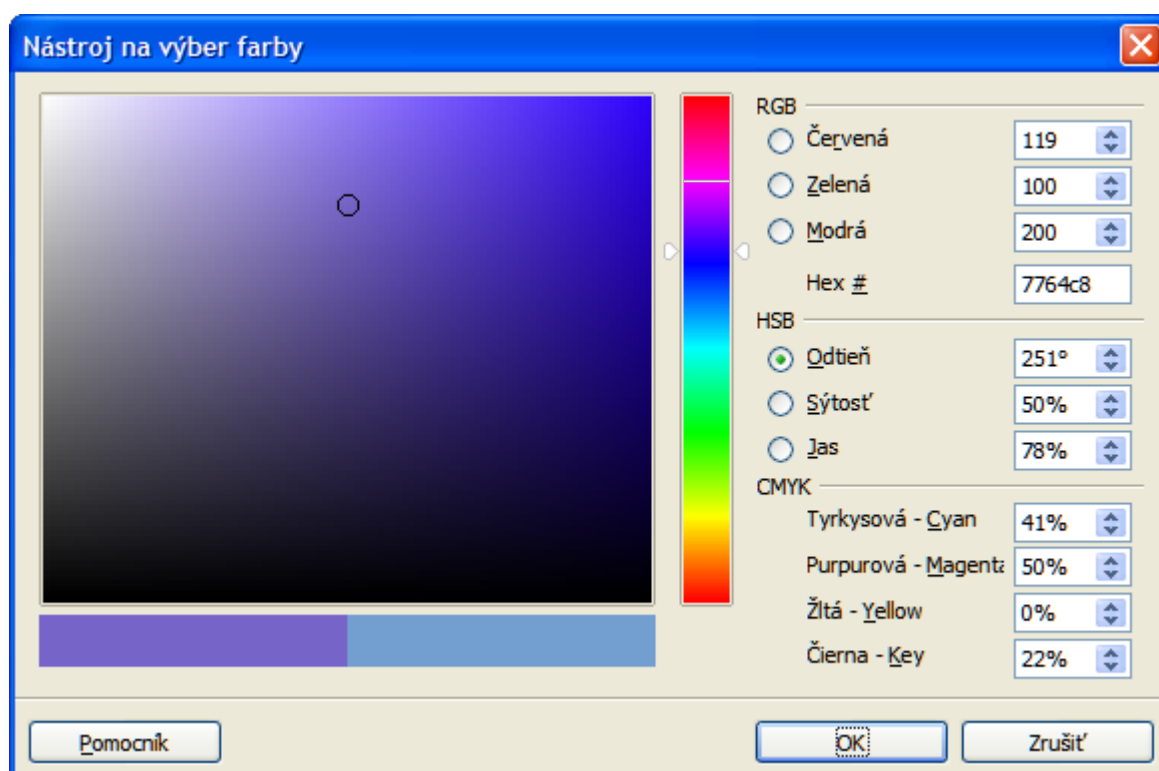 Nástroj na výber farby
RGB
Červená 119
Zelená 100
Modrá 200
Hex # 7764c8
HSB
Odtieň 251°
Sýtosť 50%
Jas 78%
CMYK
Tyrkysová - Cyan 41%
Purpurová - Magenta 50%
Žltá - Yellow 0%
Čierna - Key 22%
Pomocník OK Zrušiť